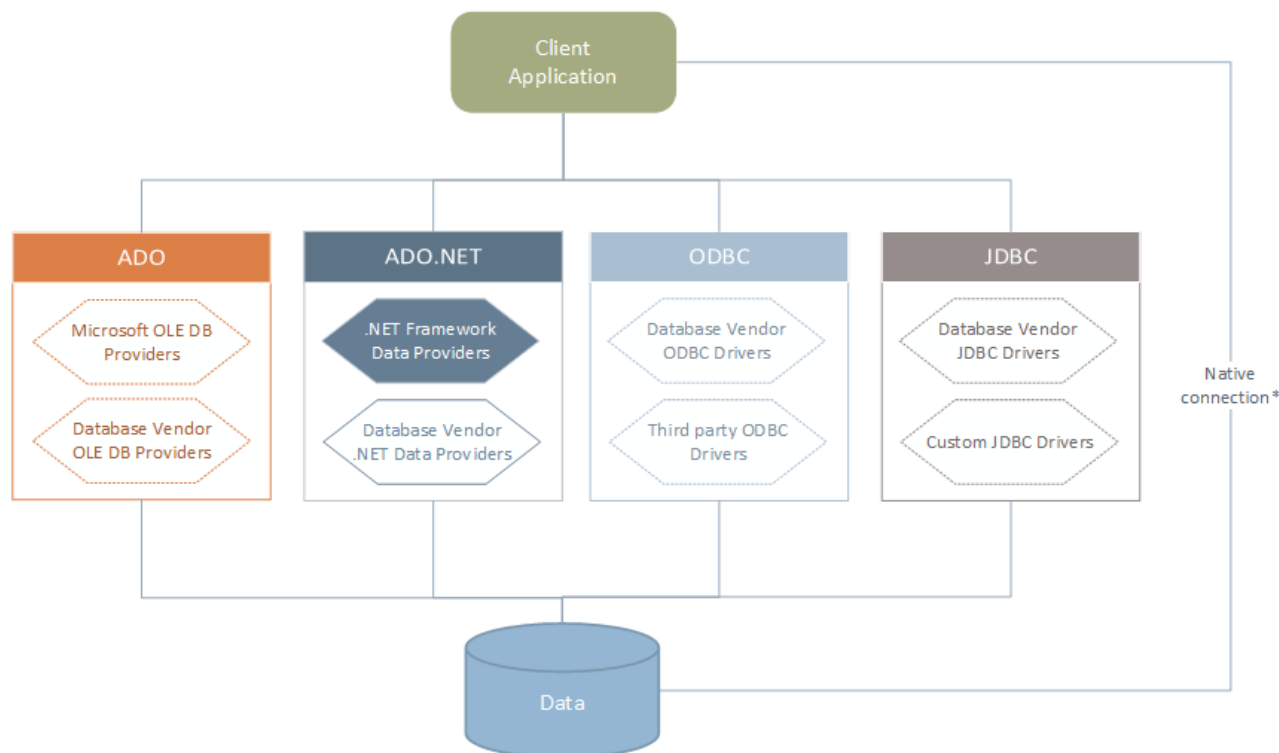 Client
Application
ADO
ADO.NET
ODBC
JDBC
Microsoft OLE DB
Providers
.NET Framework
Data Providers
Database Vendor
ODBC Drivers
Database Vendor
JDBC Drivers
Native
connection*
Database Vendor
OLE DB Providers
Database Vendor
.NET Data Providers
Third party ODBC
Drivers
Custom JDBC Drivers
Data